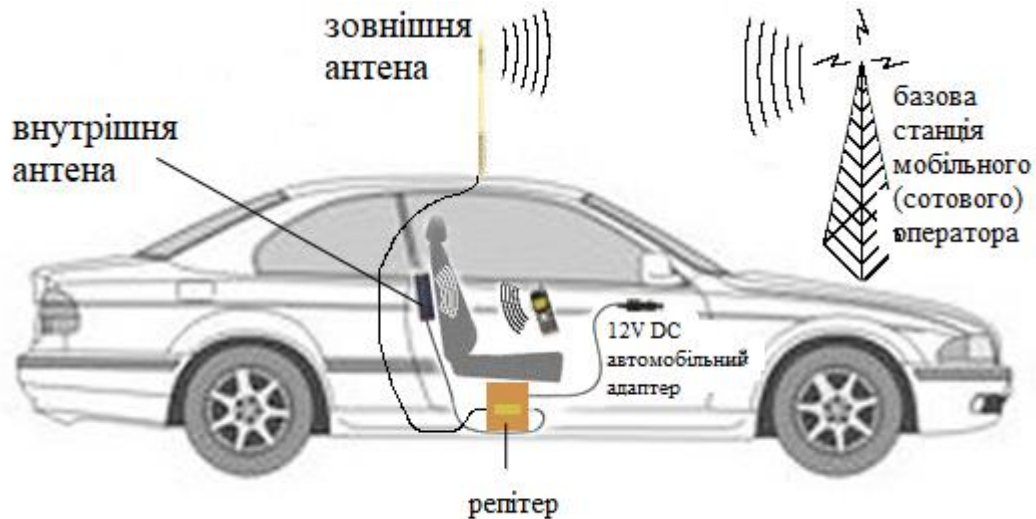 зовнішня
антена
внутрішня
антена
базова
станція
мобільного
(сотового)
оператора
12V DC
автомобільний
адаптер
репітер